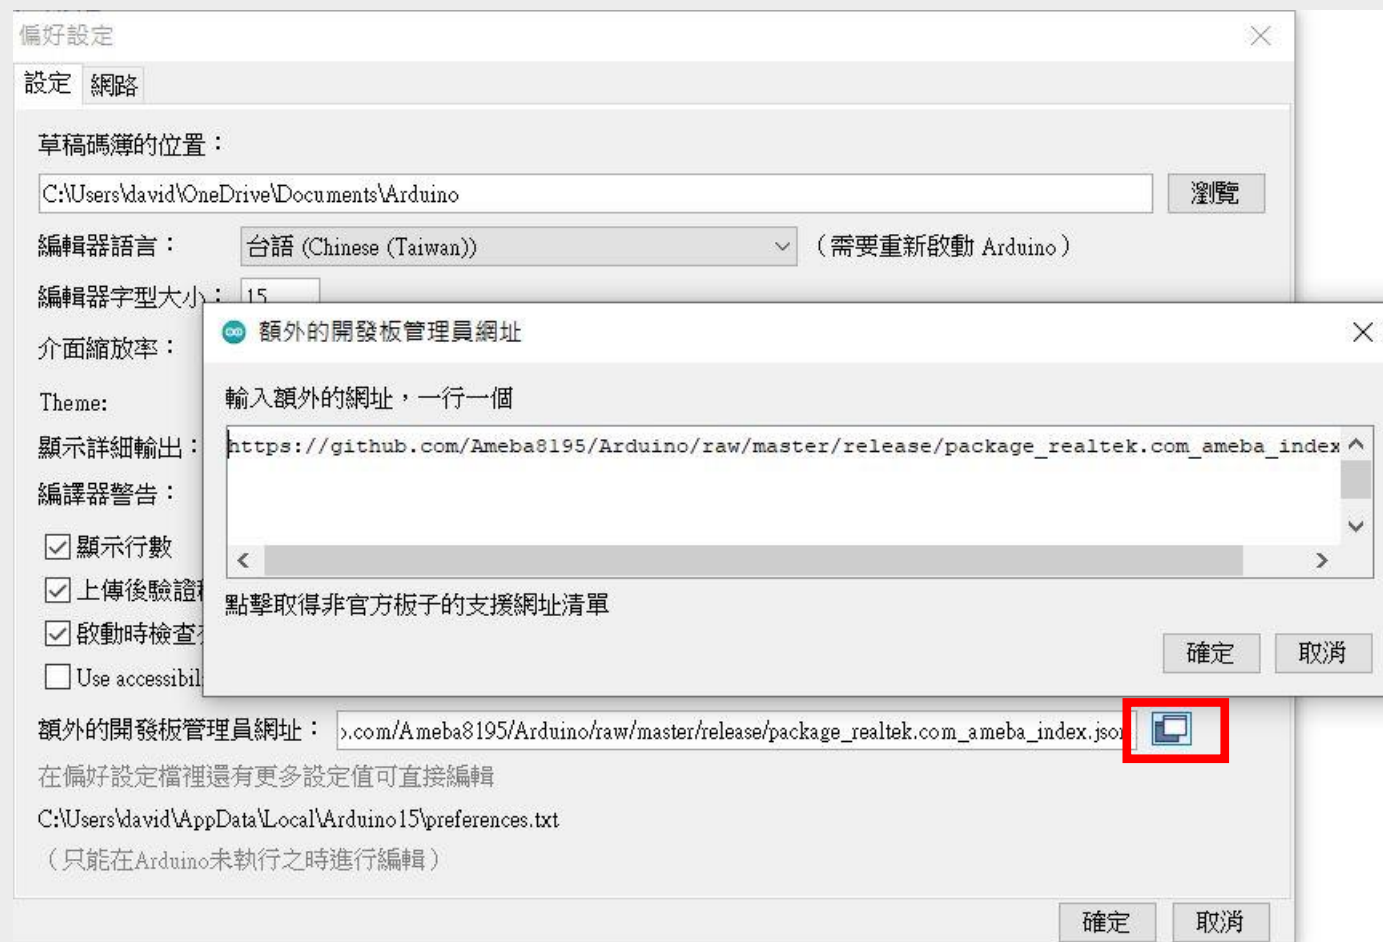 偏好設定
設定 網路
草稿碼簿的位置：
C:\Users\david\OneDrive\Documents\Arduino 瀏覽
編輯器語言： 台語 (Chinese (Taiwan)) （需要重新啟動 Arduino）
編輯器字型大小： 15
額外的開發板管理員網址
介面縮放率：
輸入額外的網址，一行一個
Theme:
https://github.com/Ameba8195/Arduino/raw/master/release/package_realtek.com_ameba_index
顯示詳細輸出：
編譯器警告：
顯示行數
上傳後驗證
點擊取得非官方板子的支援網址清單
啟動時檢查
確定 取消
Use accessibil
額外的開發板管理員網址： .com/Ameba8195/Arduino/raw/master/release/package_realtek.com_ameba_index.json
在偏好設定檔裡還有更多設定值可直接編輯
C:\Users\david\AppData\Local\Arduino15\preferences.txt
（只能在Arduino未執行之時進行編輯）
確定 取消